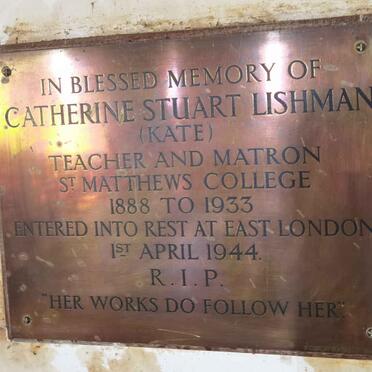 IN BLESSED MEMORY OF
CATHERINE STUART LISHMAN
(KATE)
TEACHER AND MATRON
ST MATTHEWS COLLEGE
1888 TO 1933
ENTERED INTO REST AT EAST LONDON
1ST APRIL 1944.
R.I.P.
"HER WORKS DO FOLLOW HER".